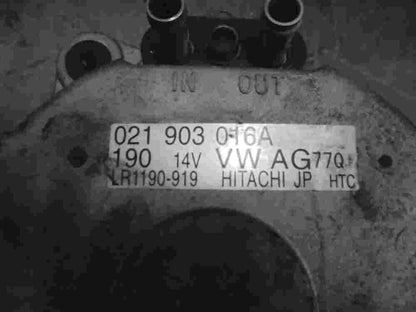 IN OUT
021 903 016A
190 14V VW AG 77Q
LR1190-919 HITACHI JP HTC